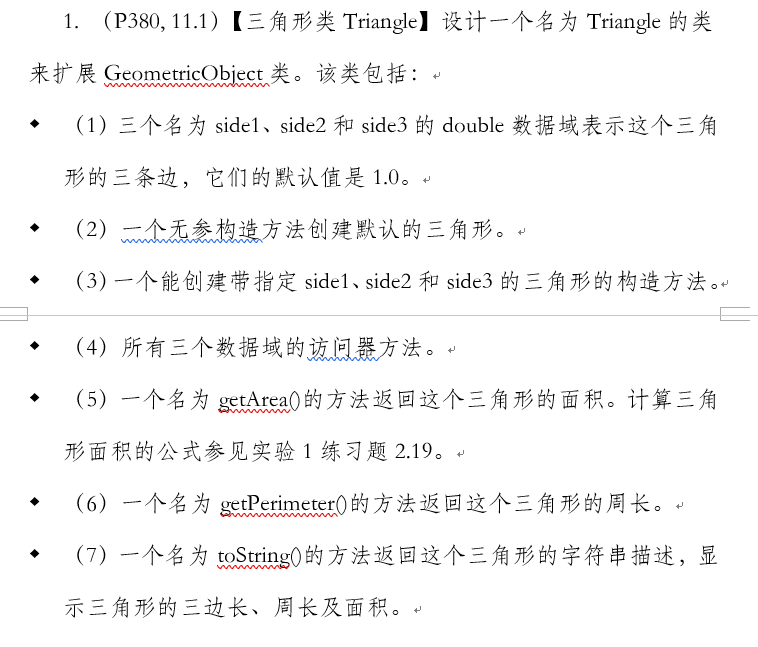 1. （P380, 11.1）【三角形类 Triangle】设计一个名为 Triangle 的类
来扩展 GeometricObject 类。该类包括：
◆ （1）三个名为 side1、side2 和 side3 的 double 数据域表示这个三角
形的三条边，它们的默认值是 1.0。
◆ （2）一个无参构造方法创建默认的三角形。
◆ （3）一个能创建带指定 side1、side2 和 side3 的三角形的构造方法。
◆ （4）所有三个数据域的访问器方法。
◆ （5）一个名为 getArea()的方法返回这个三角形的面积。计算三角
形面积的公式参见实验 1 练习题 2.19。
◆ （6）一个名为 getPerimeter()的方法返回这个三角形的周长。
◆ （7）一个名为 toString()的方法返回这个三角形的字符串描述，显
示三角形的三边长、周长及面积。